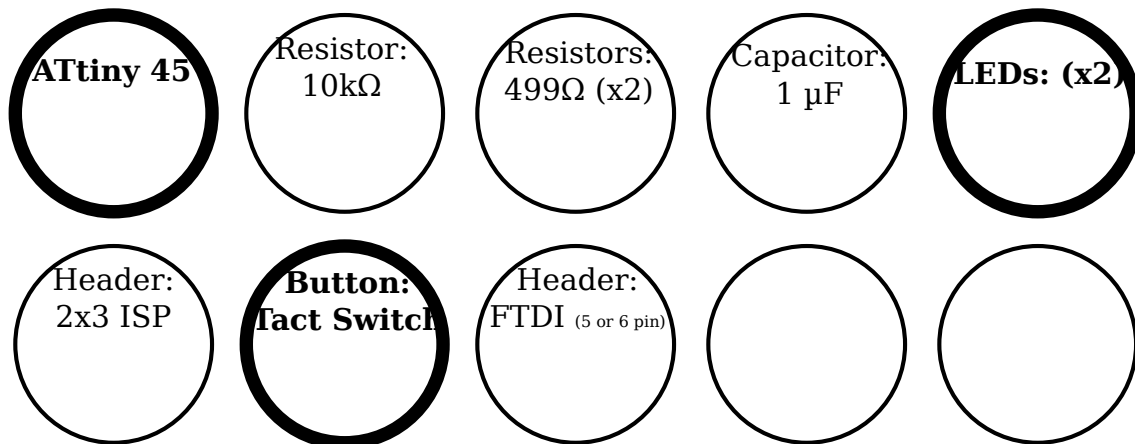 ATtiny 45
Resistor:
10kΩ
Resistors:
499Ω (x2)
Capacitor:
1 µF
LEDs: (x2)
Header:
2x3 ISP
Button:
Tact Switch
Header:
FTDI (5 or 6 pin)